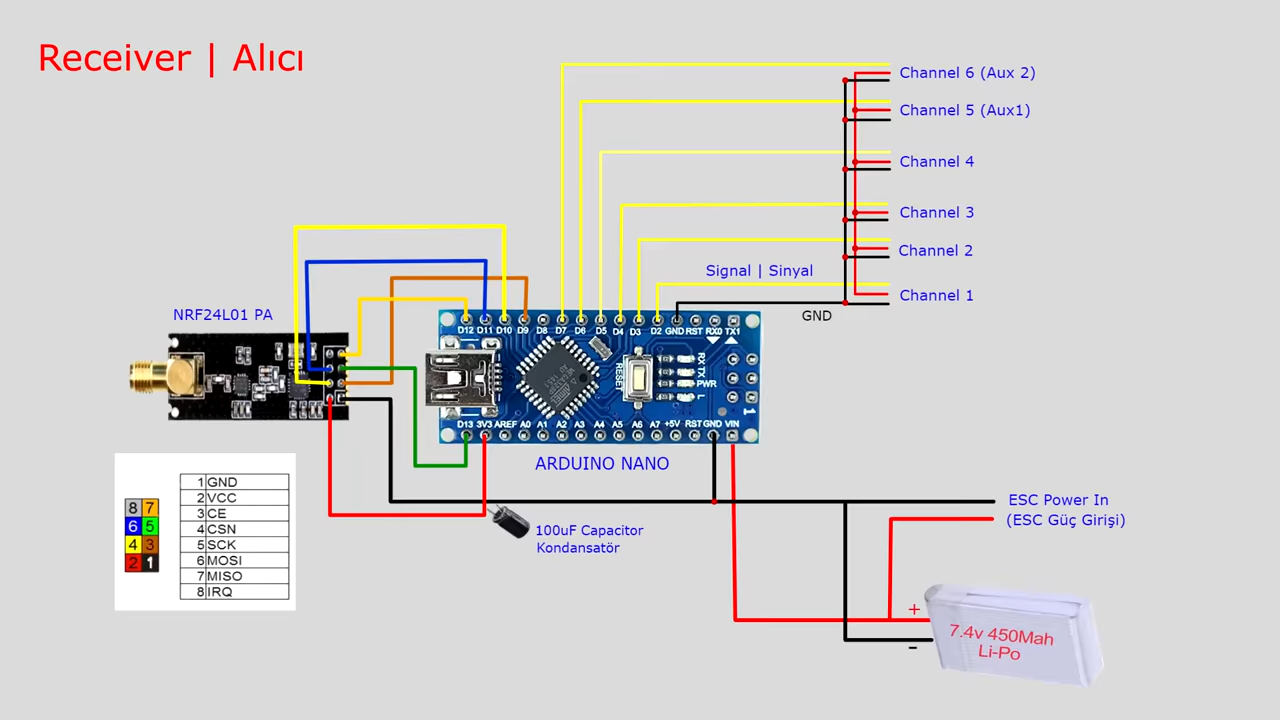 Receiver | Alıcı
Channel 6 (Aux 2)
Channel 5 (Aux1)
Channel 4
Channel 3
Channel 2
Signal | Sinyal
Channel 1
GND
NRF24L01 PA
D12 D11 D10 D9 D8 D7 D6 D5 D4 D3 D2 GND RST RX0 TX1
RESET
RX
TX
PWR
L
1
D13 3V3 AREF A0 A1 A2 A3 A4 A5 A6 A7 +5V RST GND VIN
ARDUINO NANO
1 GND
2 VCC
3 CE
4 CSN
5 SCK
6 MOSI
7 MISO
8 IRQ
8 7
6 5
4 3
2 1
100uF Capacitor
Kondansatör
ESC Power In
(ESC Güç Girişi)
+
-
7.4v 450Mah
Li-Po